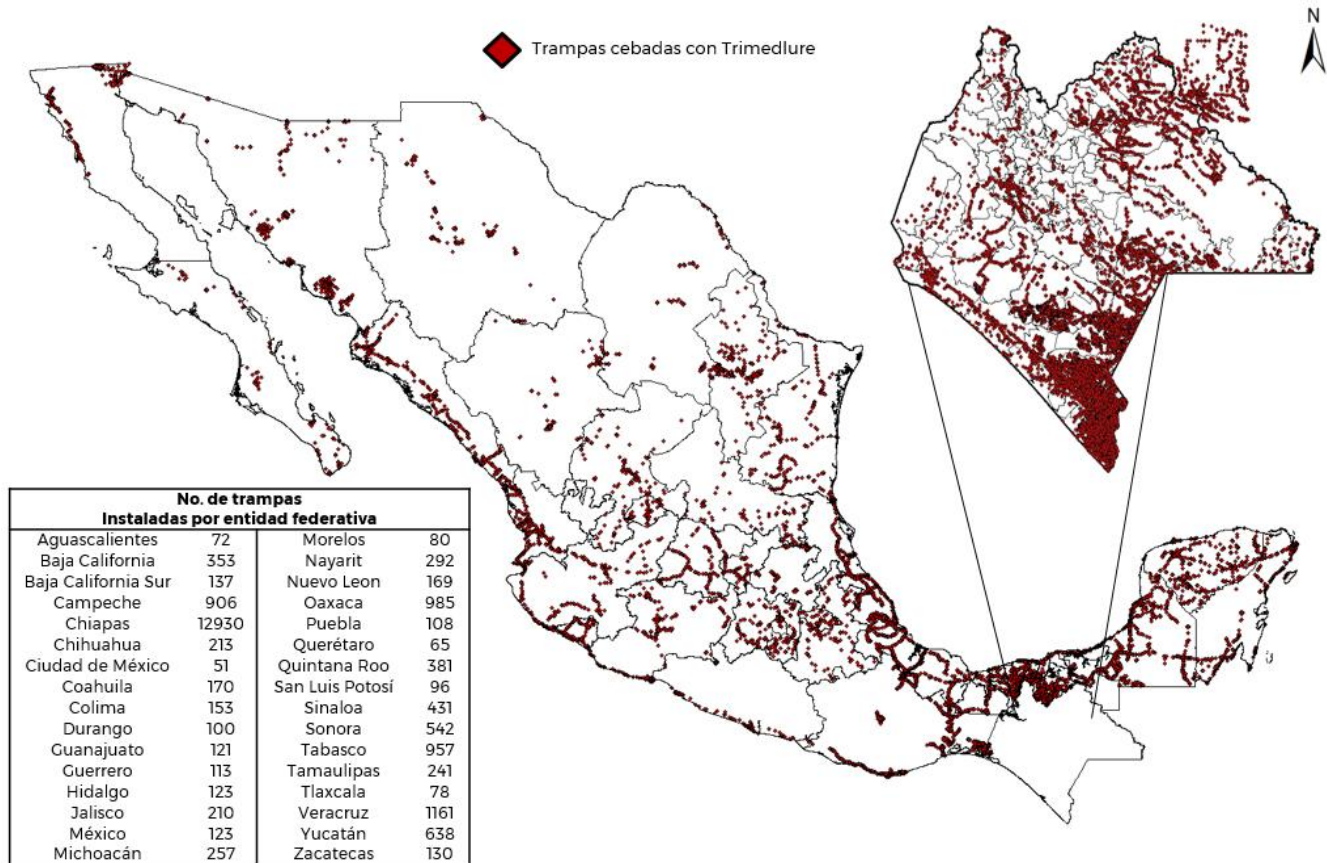 Trampas cebadas con Trimedlure
N
No. de trampas
Instaladas por entidad federativa
Aguascalientes 72 Morelos 80
Baja California 353 Nayarit 292
Baja California Sur 137 Nuevo Leon 169
Campeche 906 Oaxaca 985
Chiapas 12930 Puebla 108
Chihuahua 213 Querétaro 65
Ciudad de México 51 Quintana Roo 381
Coahuila 170 San Luis Potosí 96
Colima 153 Sinaloa 431
Durango 100 Sonora 542
Guanajuato 121 Tabasco 957
Guerrero 113 Tamaulipas 241
Hidalgo 123 Tlaxcala 78
Jalisco 210 Veracruz 1161
México 123 Yucatán 638
Michoacán 257 Zacatecas 130